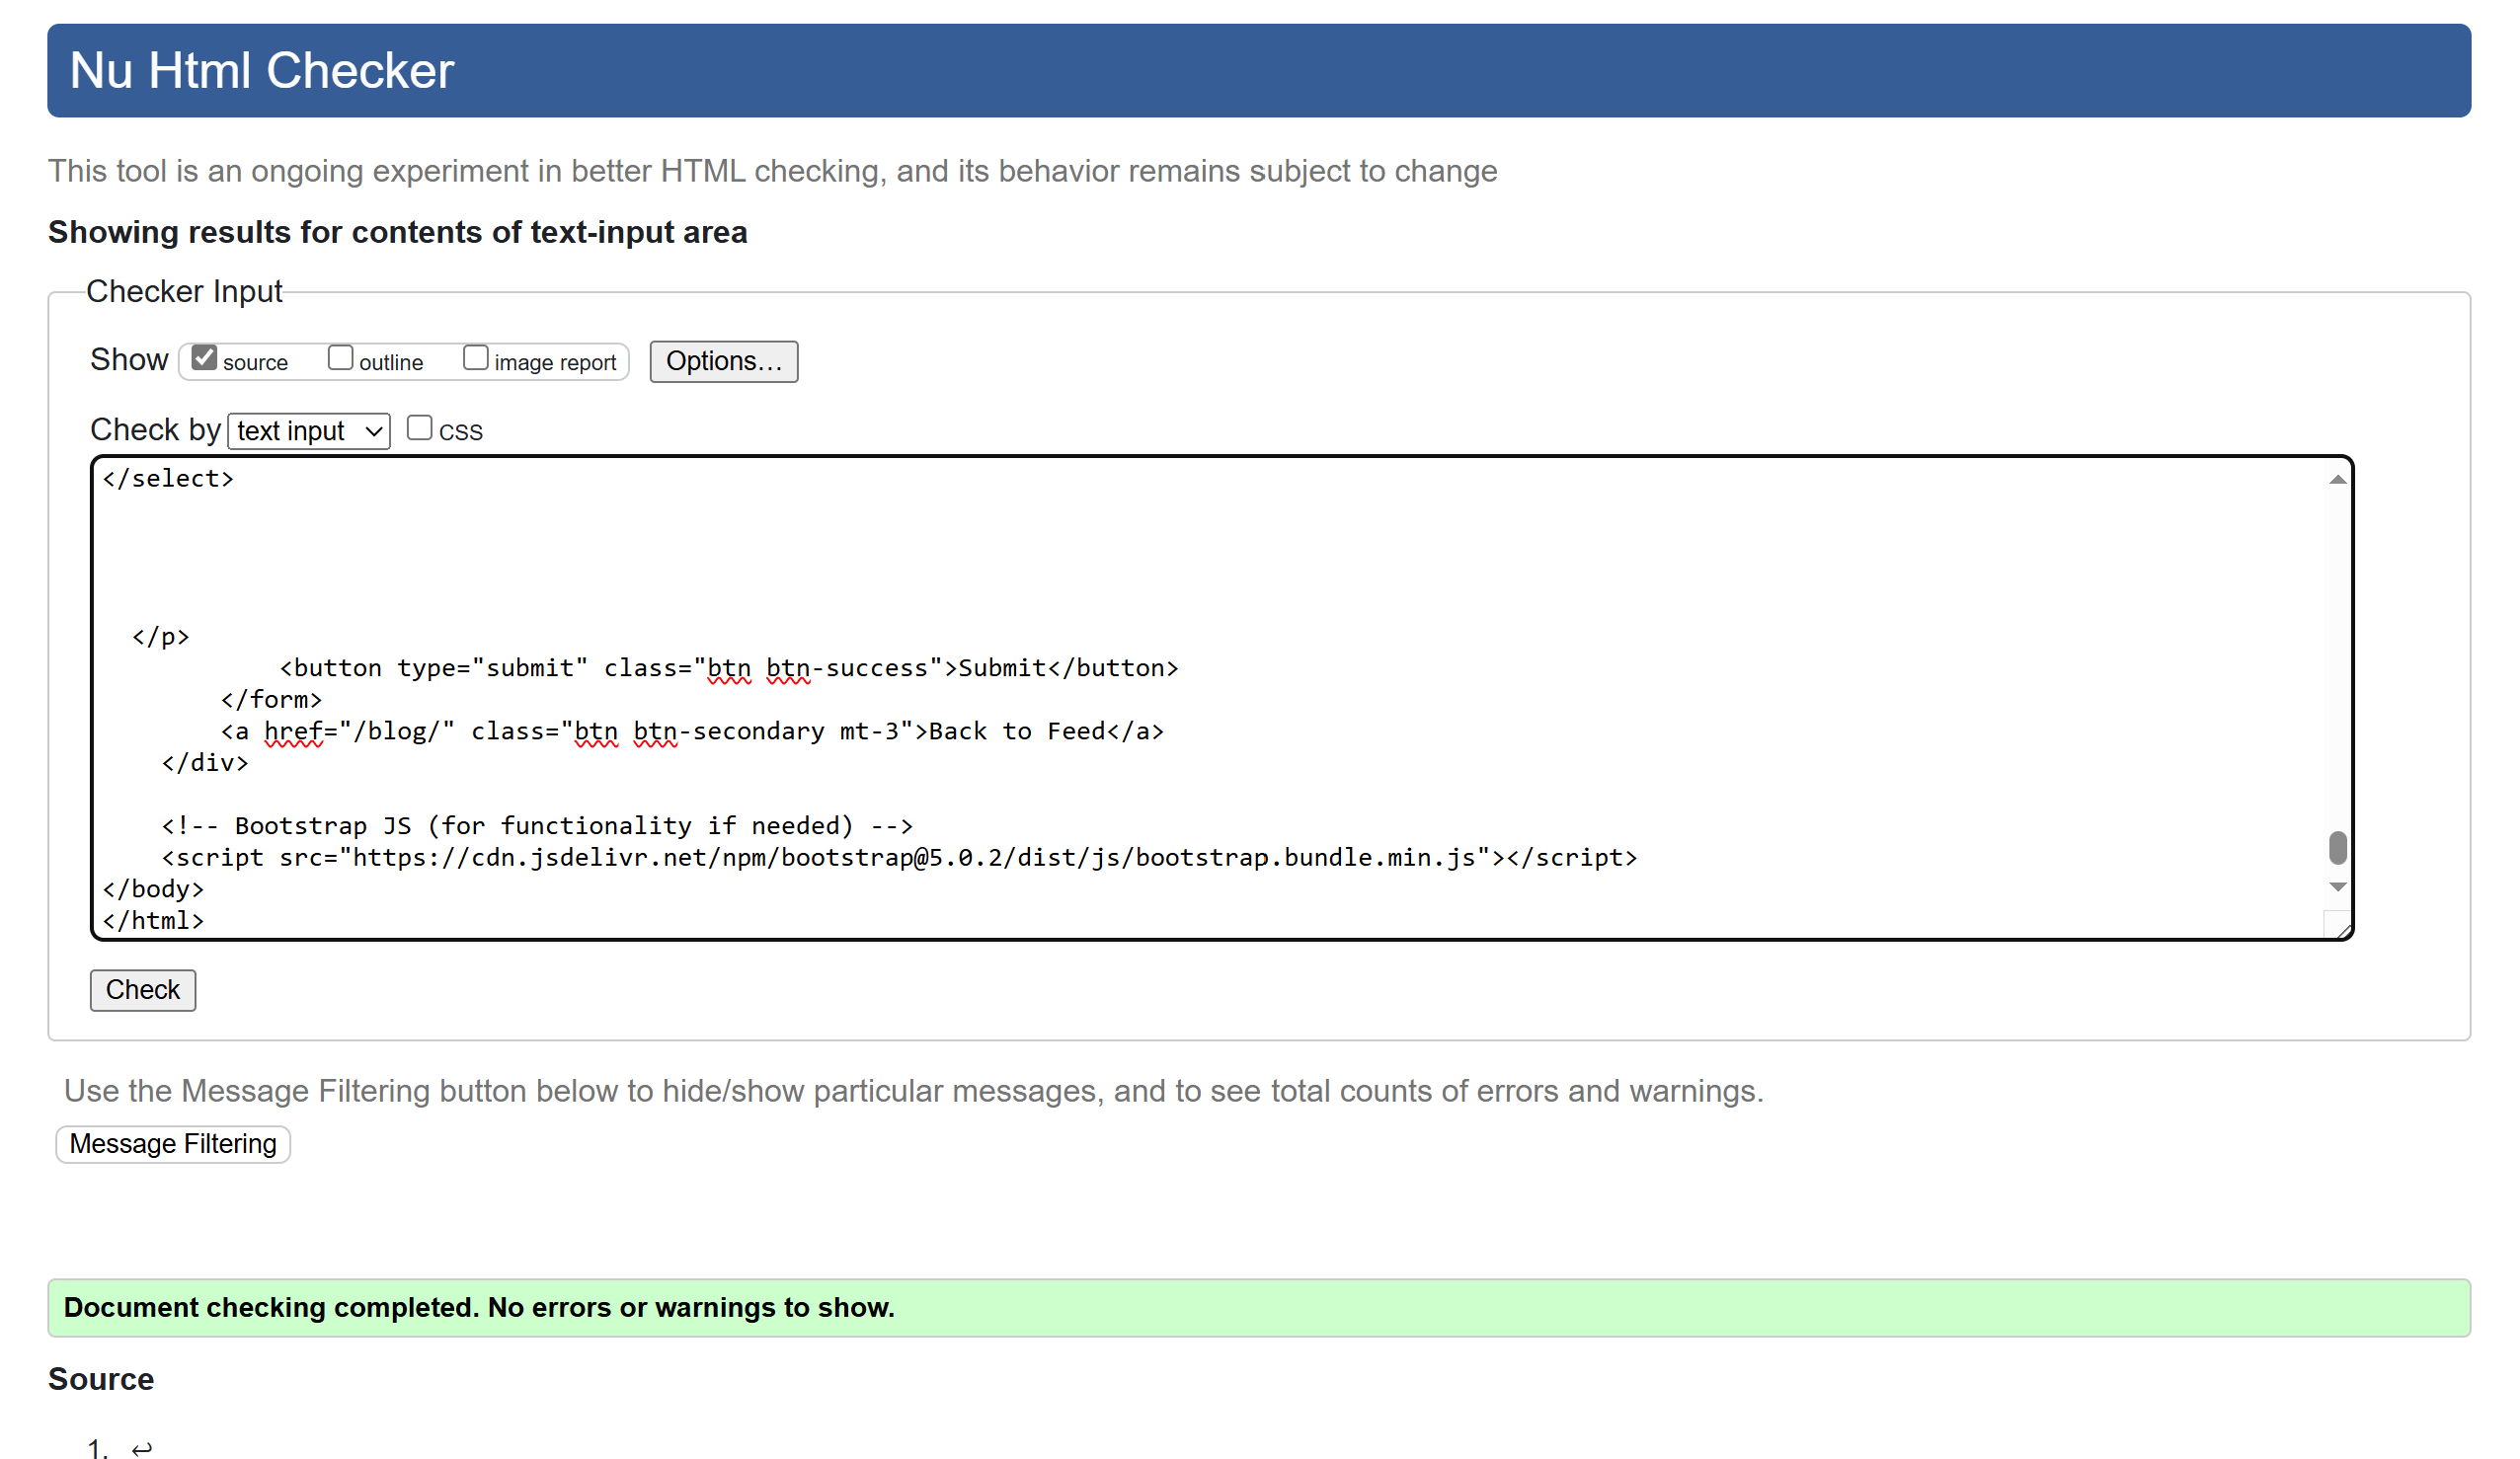 Nu Html Checker
This tool is an ongoing experiment in better HTML checking, and its behavior remains subject to change
Showing results for contents of text-input area
Checker Input
Show source outline image report Options…
Check by text input CSS
</select>
</p>
<button type="submit" class="btn btn-success">Submit</button>
</form>
<a href="/blog/" class="btn btn-secondary mt-3">Back to Feed</a>
</div>
<!-- Bootstrap JS (for functionality if needed) -->
<script src="https://cdn.jsdelivr.net/npm/bootstrap@5.0.2/dist/js/bootstrap.bundle.min.js"></script>
</body>
</html>
Check
Use the Message Filtering button below to hide/show particular messages, and to see total counts of errors and warnings.
Message Filtering
Document checking completed. No errors or warnings to show.
Source
1. ↩